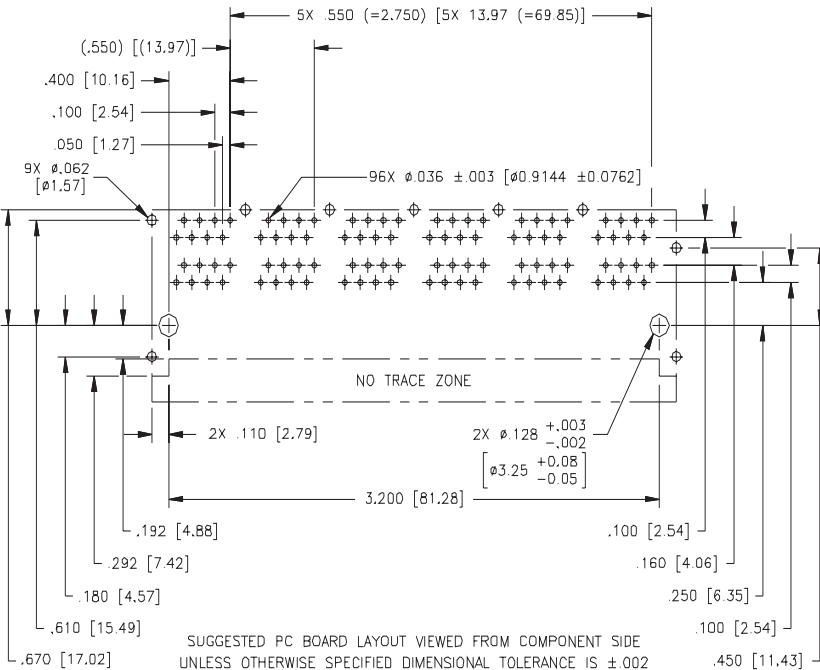 5X .550 (=2.750) [5X 13.97 (=69.85)]
(.550) [(13.97)]
.400 [10.16]
.100 [2.54]
.050 [1.27]
9X ø.062
[ø1.57]
96X ø.036 ±.003 [ø0.9144 ±0.0762]
NO TRACE ZONE
2X .110 [2.79]
2X ø.128 +.003
-.002
[ø3.25 +0.08
-0.05]
3.200 [81.28]
.192 [4.88]
.100 [2.54]
.292 [7.42]
.160 [4.06]
.180 [4.57]
.250 [6.35]
.610 [15.49]
.100 [2.54]
.670 [17.02]
.450 [11.43]
SUGGESTED PC BOARD LAYOUT VIEWED FROM COMPONENT SIDE
UNLESS OTHERWISE SPECIFIED DIMENSIONAL TOLERANCE IS ±.002